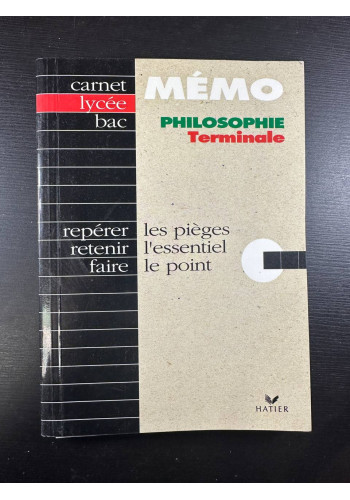 carnet MÉMO
lycée
bac PHILOSOPHIE
Terminale
repérer les pièges
retenir l'essentiel
faire le point
HATIER